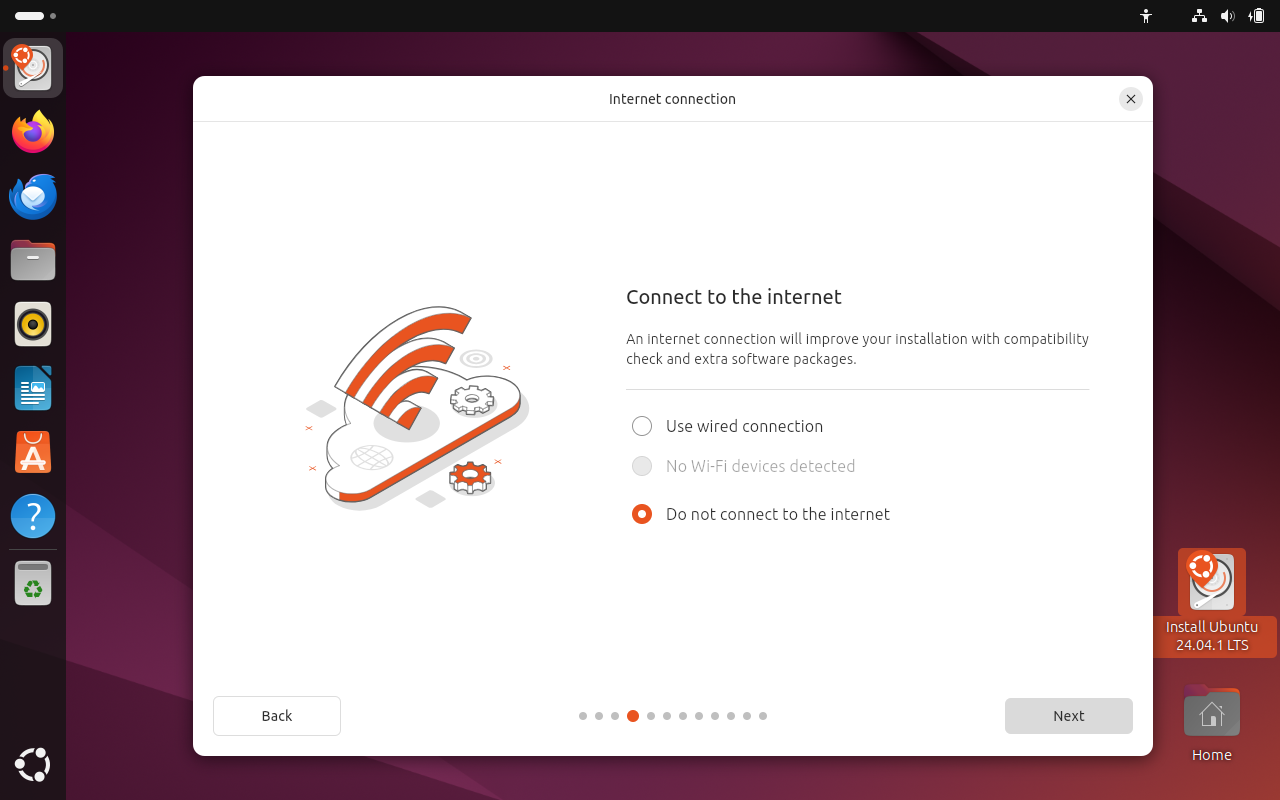 Internet connection
Connect to the internet
An internet connection will improve your installation with compatibility
check and extra software packages.
Use wired connection
No Wi-Fi devices detected
Do not connect to the internet
Back
Next
Install Ubuntu
24.04.1 LTS
Home